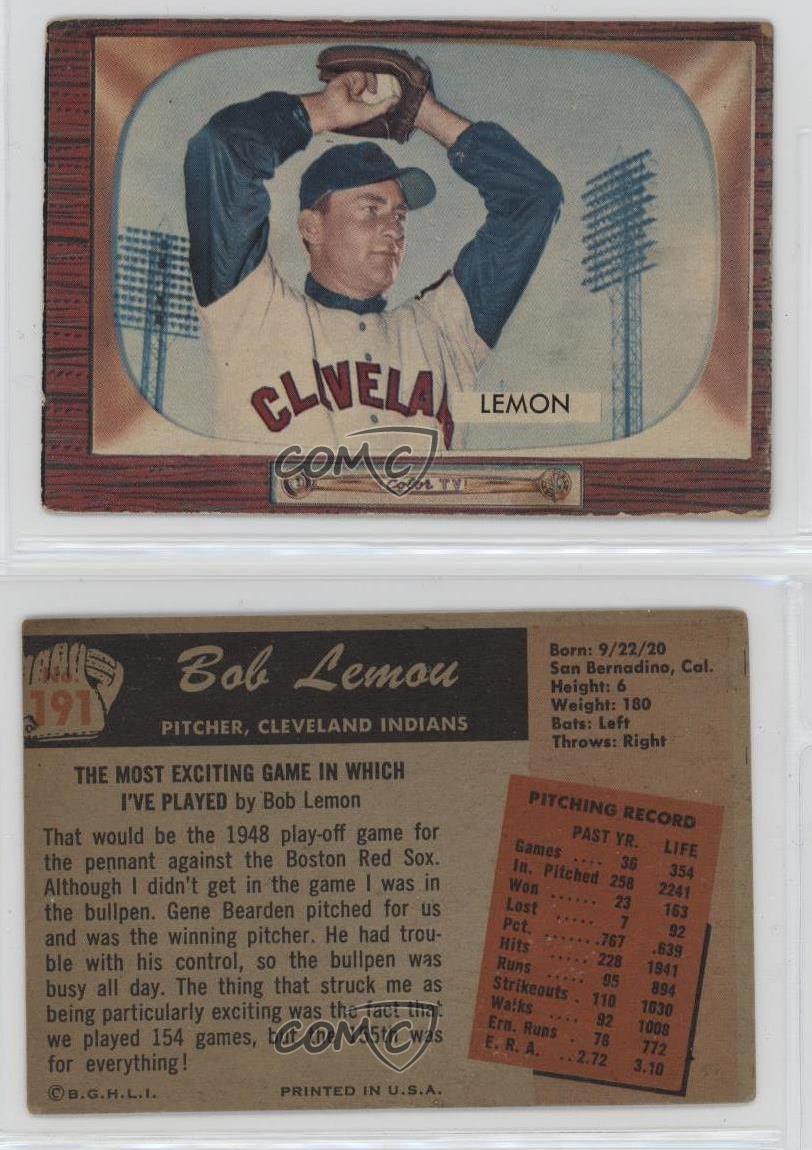 CLEVELA
LEMON
COMC
Color TV!
No.
191
Bob Lemon
PITCHER, CLEVELAND INDIANS
Born: 9/22/20
San Bernadino, Cal.
Height: 6
Weight: 180
Bats: Left
Throws: Right
THE MOST EXCITING GAME IN WHICH
I'VE PLAYED by Bob Lemon
That would be the 1948 play-off game for
the pennant against the Boston Red Sox.
Although I didn't get in the game I was in
the bullpen. Gene Bearden pitched for us
and was the winning pitcher. He had trou-
ble with his control, so the bullpen was
busy all day. The thing that struck me as
being particularly exciting was the fact that
we played 154 games, but the 155th was
for everything!
COMC
PITCHING RECORD
PAST YR. LIFE
Games .... 36 354
In. Pitched 258 2241
Won ...... 23 163
Lost ..... 7 92
Pct. .......767 .639
Hits ..... 228 1941
Runs ..... 95 894
Strikeouts . 110 1030
Walks .... 92 1008
Ern. Runs . 78 772
E. R. A. ..2.72 3.10
©B.G.H.L.I. PRINTED IN U.S.A.